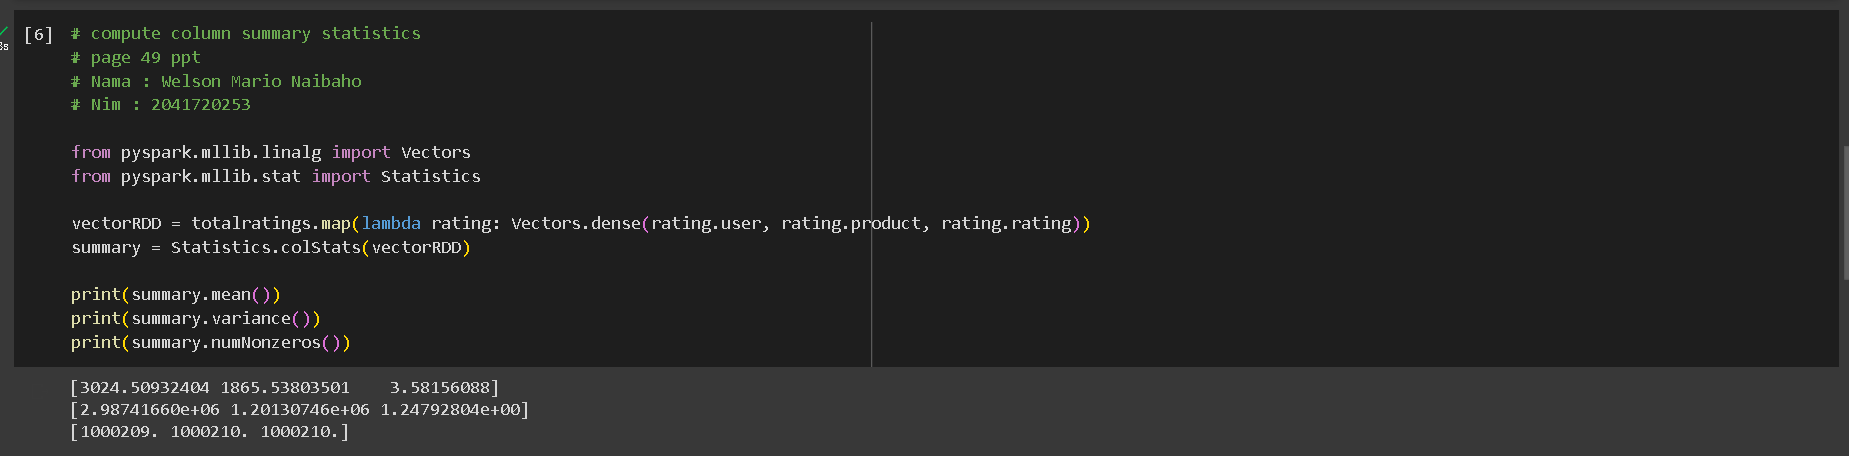 [6] # compute column summary statistics
# page 49 ppt
# Nama : Welson Mario Naibaho
# Nim : 2041720253
from pyspark.mllib.linalg import Vectors
from pyspark.mllib.stat import Statistics
vectorRDD = totalratings.map(lambda rating: Vectors.dense(rating.user, rating.product, rating.rating))
summary = Statistics.colStats(vectorRDD)
print(summary.mean())
print(summary.variance())
print(summary.numNonzeros())
[3024.50932404 1865.53803501    3.58156088]
[2.98741660e+06 1.20130746e+06 1.24792804e+00]
[1000209. 1000210. 1000210.]